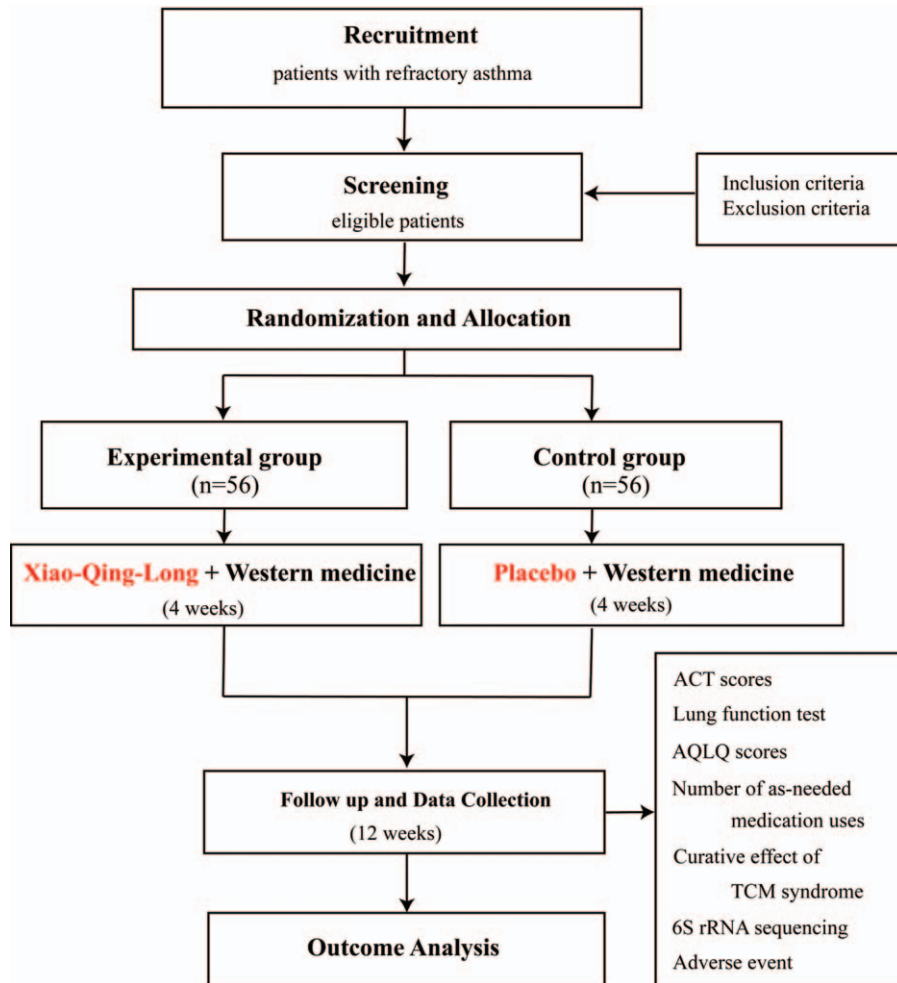 Recruitment
patients with refractory asthma
Screening
eligible patients
Inclusion criteria
Exclusion criteria
Randomization and Allocation
Experimental group
(n=56)
Control group
(n=56)
Xiao-Qing-Long + Western medicine
(4 weeks)
Placebo + Western medicine
(4 weeks)
Follow up and Data Collection
(12 weeks)
ACT scores
Lung function test
AQLQ scores
Number of as-needed
medication uses
Curative effect of
TCM syndrome
6S rRNA sequencing
Adverse event
Outcome Analysis